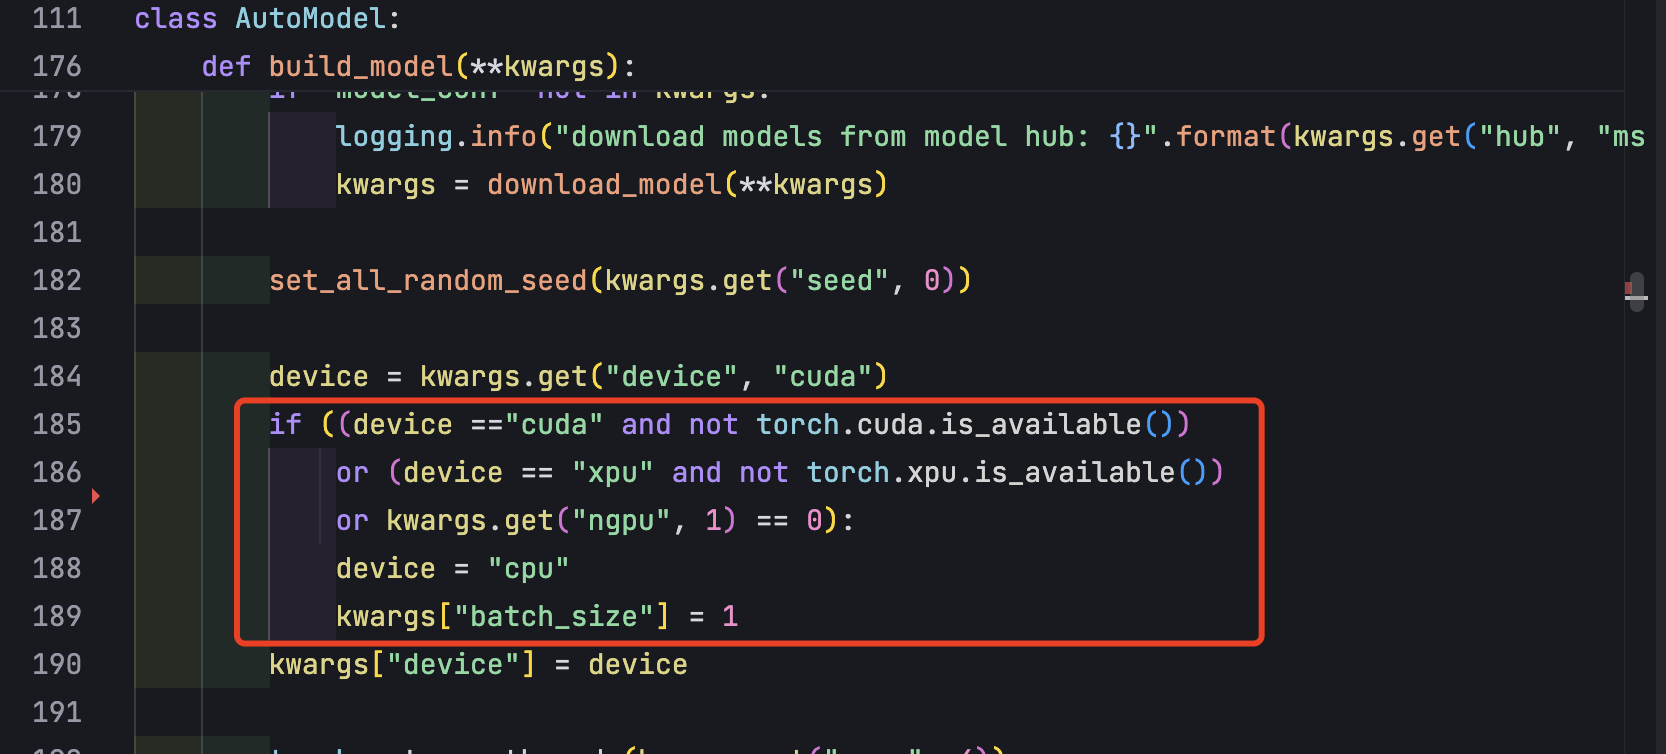 111 class AutoModel:
176 def build_model(**kwargs):
179 logging.info("download models from model hub: {}".format(kwargs.get("hub", "ms
180 kwargs = download_model(**kwargs)
181
182 set_all_random_seed(kwargs.get("seed", 0))
183
184 device = kwargs.get("device", "cuda")
185 if ((device =="cuda" and not torch.cuda.is_available())
186 or (device == "xpu" and not torch.xpu.is_available())
187 or kwargs.get("ngpu", 1) == 0):
188 device = "cpu"
189 kwargs["batch_size"] = 1
190 kwargs["device"] = device
191